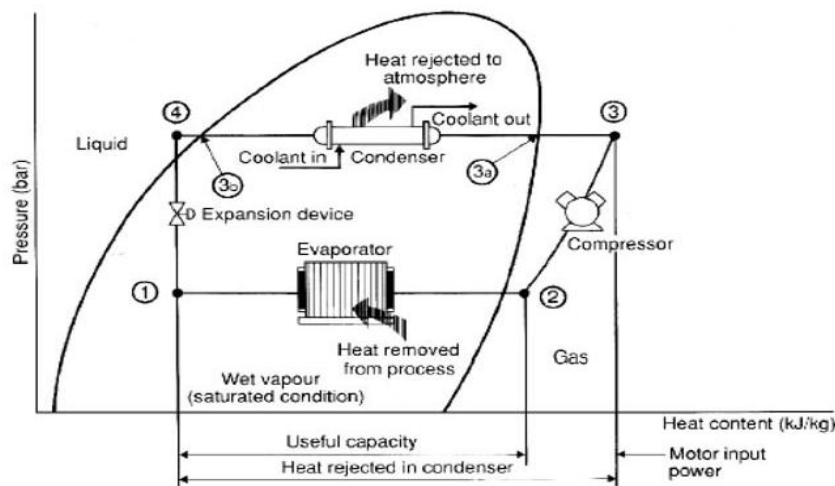 Heat rejected to
atmosphere
4
3
Coolant out
Liquid
Coolant in
Condenser
3a
3b
Pressure (bar)
Expansion device
Compressor
Evaporator
1
2
Heat removed
from process
Gas
Wet vapour
(saturated condition)
Heat content (kJ/kg)
Useful capacity
Motor input
power
Heat rejected in condenser